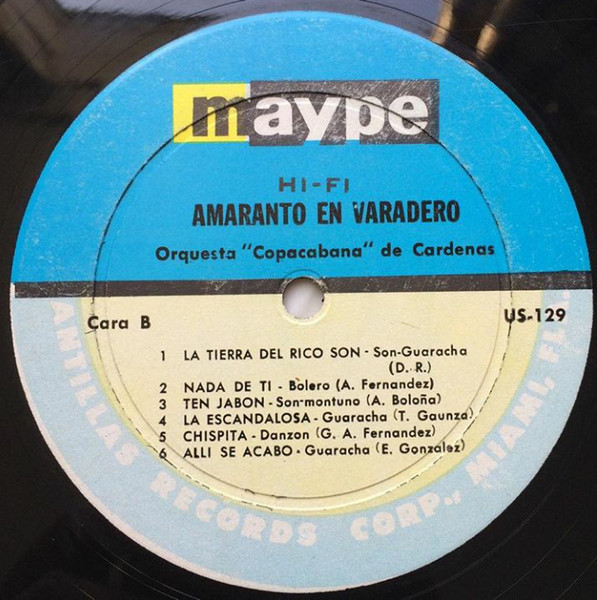 maype
HI-FI
AMARANTO EN VARADERO
Orquesta "Copacabana" de Cardenas
Cara B
US-129
1 LA TIERRA DEL RICO SON - Son-Guaracha
(D. R.)
2 NADA DE TI - Bolero (A. Fernandez)
3 TEN JABON - Son-montuno (A. Boloña)
4 LA ESCANDALOSA - Guaracha (T. Gaunza)
5 CHISPITA - Danzon (G. A. Fernandez)
6 ALLI SE ACABO - Guaracha (E. Gonzalez)
ANTILLAS RECORDS CORP., MIAMI, FL.